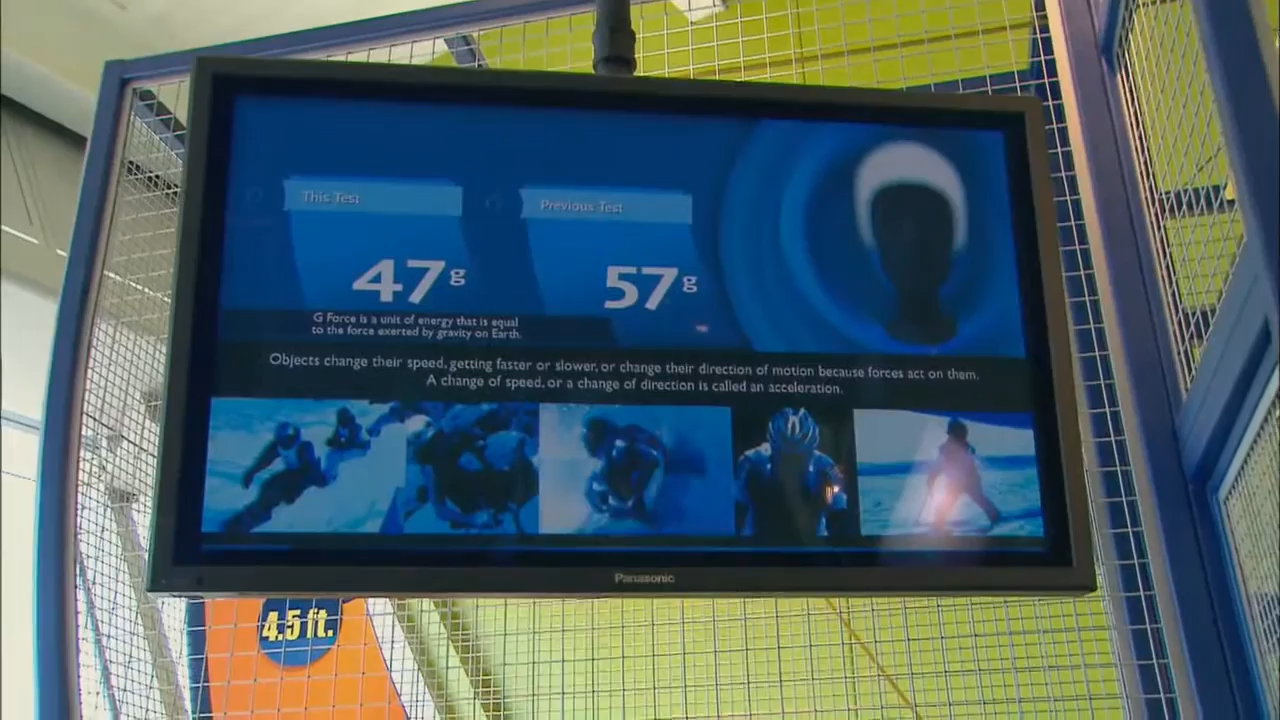 This Test
Previous Test
47g
57g
G Force is a unit of energy that is equal
to the force exerted by gravity on Earth.
Objects change their speed, getting faster or slower, or change their direction of motion because forces act on them.
A change of speed, or a change of direction is called an acceleration.
Panasonic
4.5 ft.